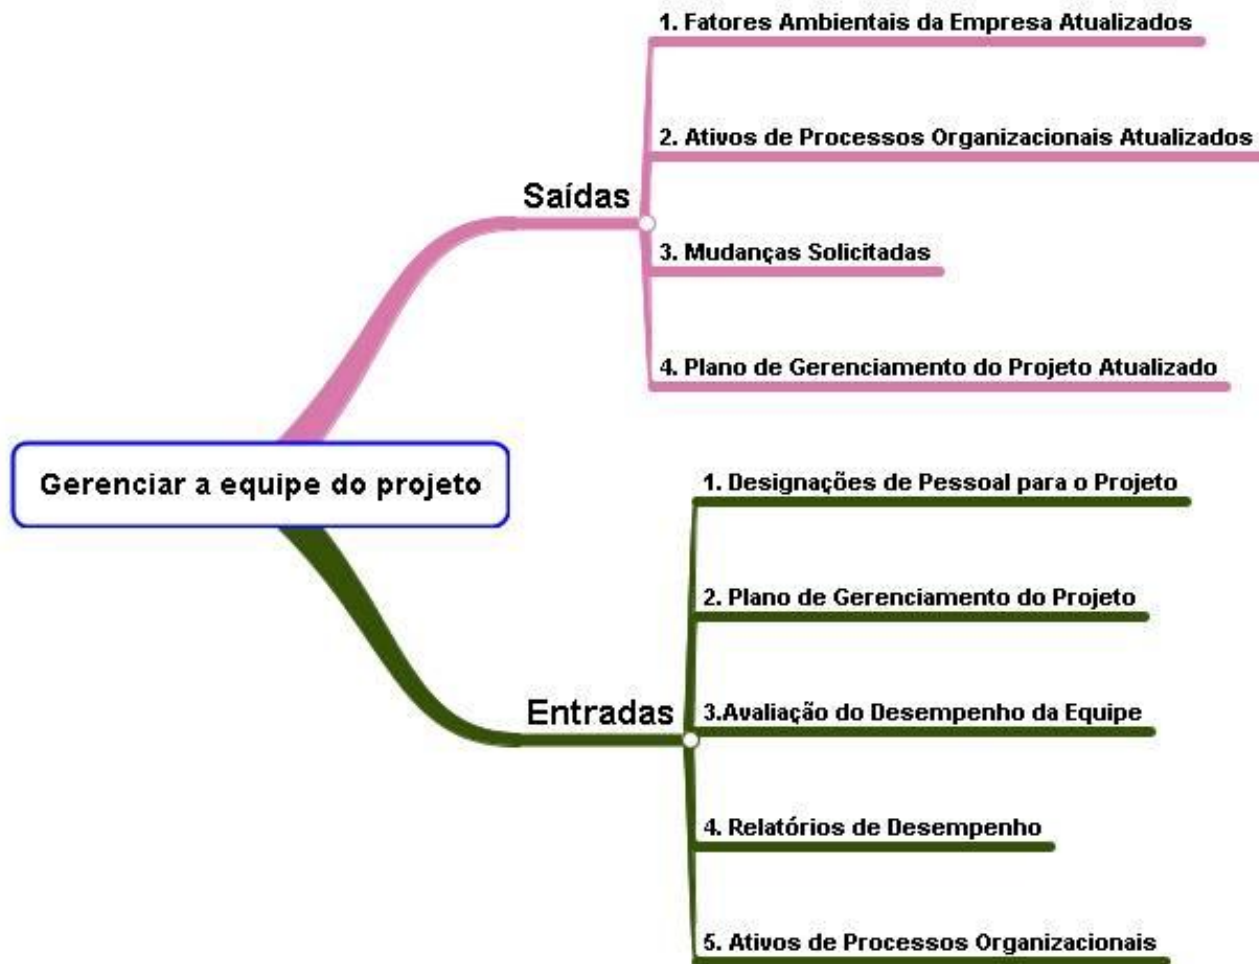 1. Fatores Ambientais da Empresa Atualizados
2. Ativos de Processos Organizacionais Atualizados
Saídas
3. Mudanças Solicitadas
4. Plano de Gerenciamento do Projeto Atualizado
Gerenciar a equipe do projeto
1. Designações de Pessoal para o Projeto
2. Plano de Gerenciamento do Projeto
Entradas
3.Avaliação do Desempenho da Equipe
4. Relatórios de Desempenho
5. Ativos de Processos Organizacionais